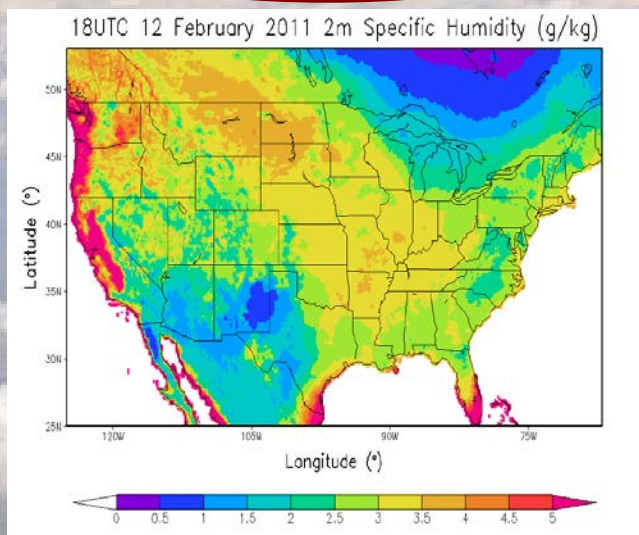 18UTC 12 February 2011 2m Specific Humidity (g/kg)
50N
45N
40N
35N
30N
25N
Latitude (°)
120W 105W 90W 75W
Longitude (°)
0 0.5 1 1.5 2 2.5 3 3.5 4 4.5 5